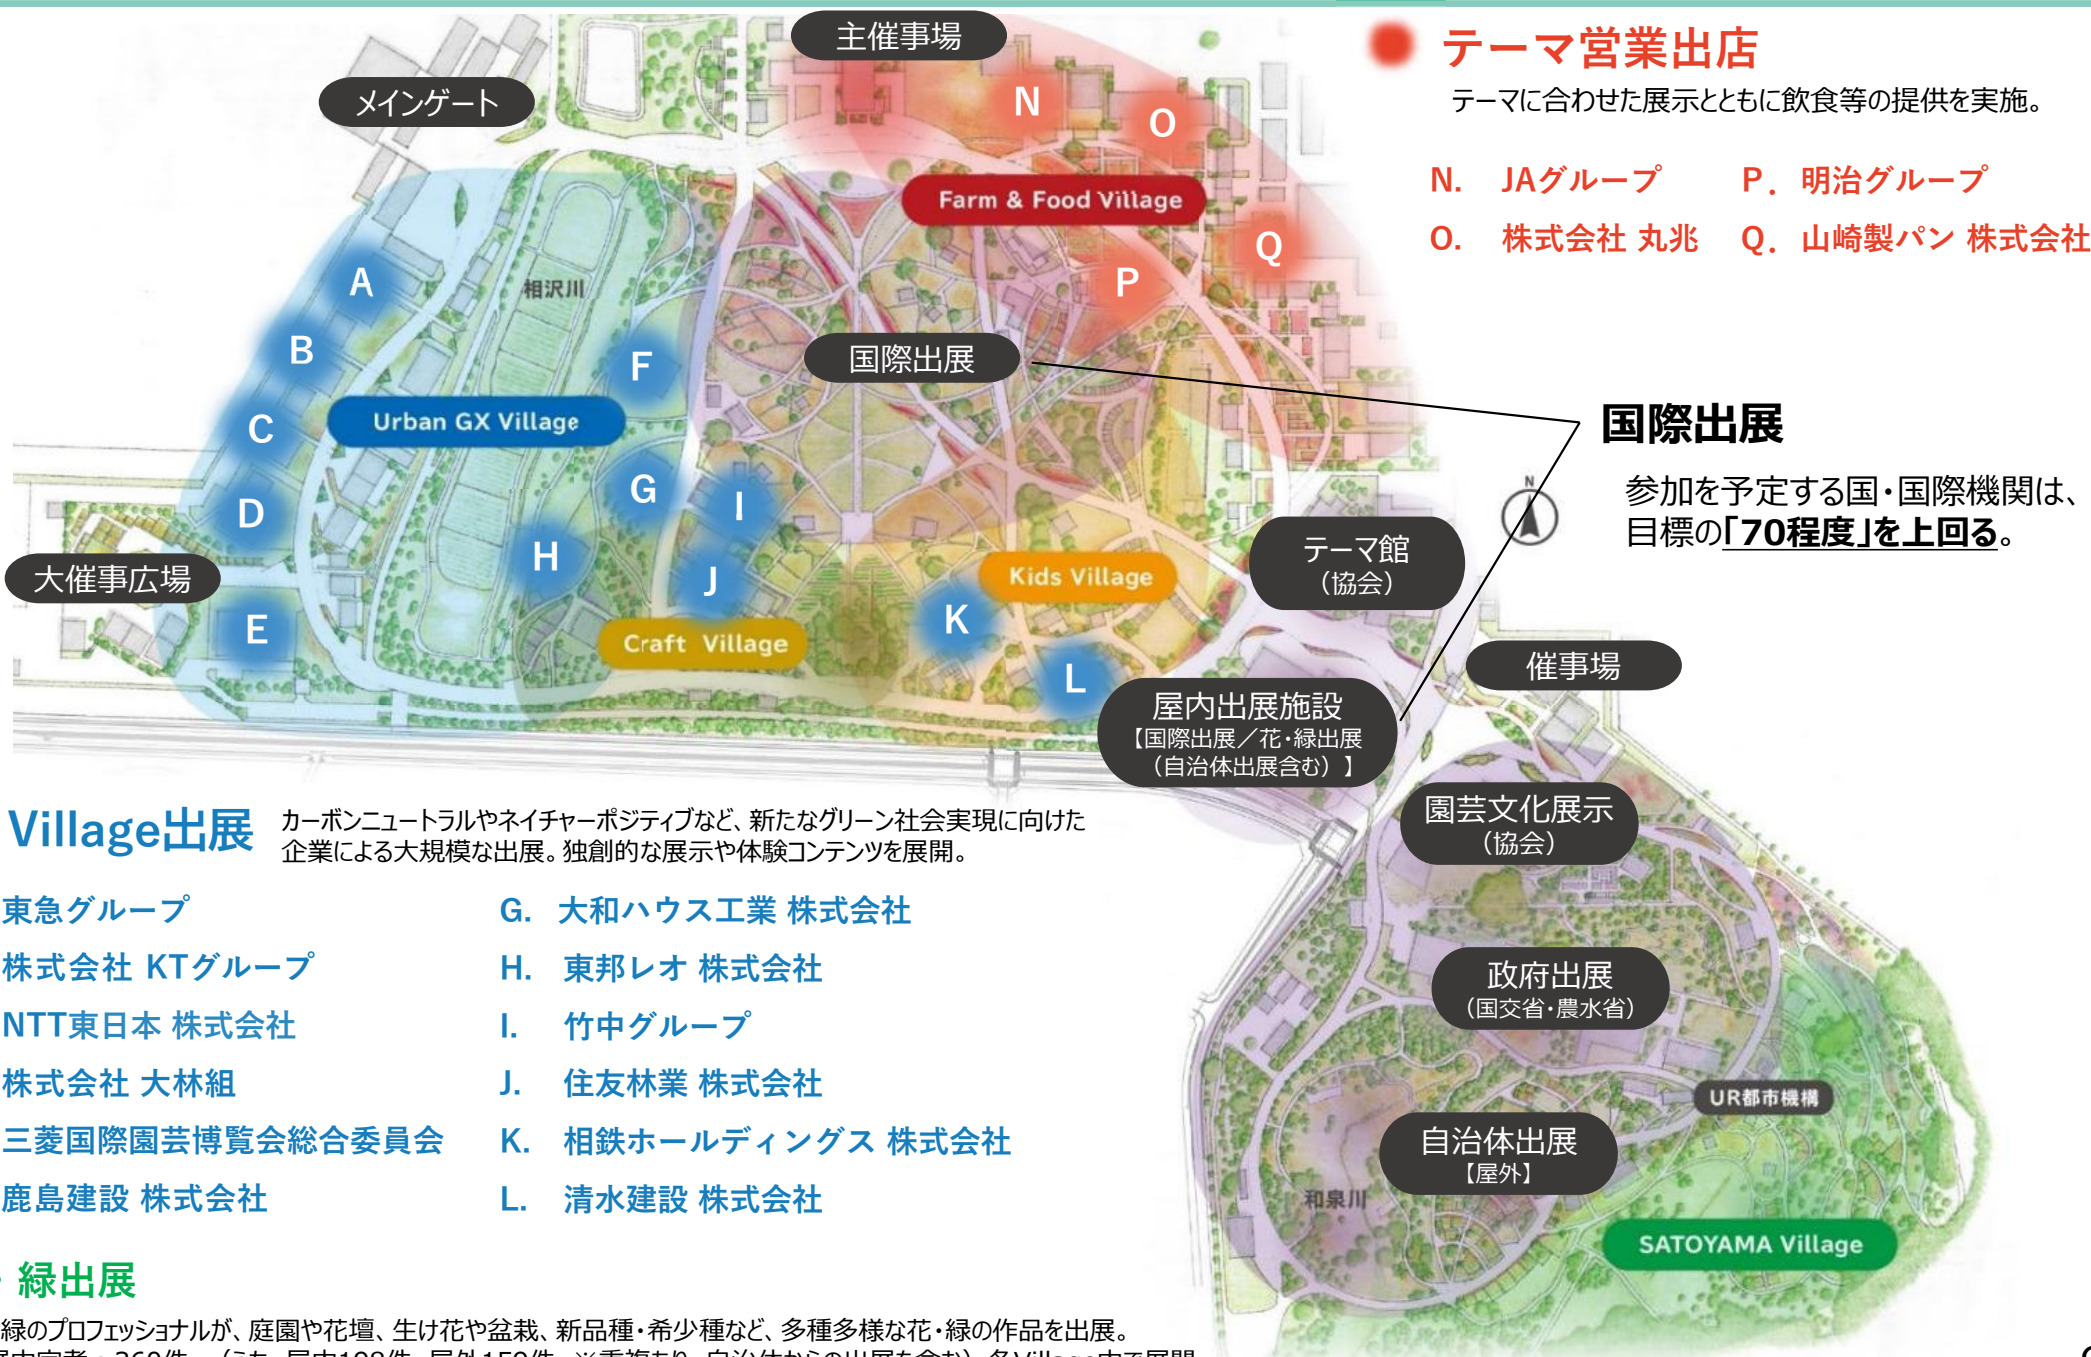 主催事場
メインゲート
テーマ営業出店
テーマに合わせた展示とともに飲食等の提供を実施。
N. JAグループ
P. 明治グループ
O. 株式会社 丸兆
Q. 山崎製パン 株式会社
N
O
Farm & Food Village
Q
P
A
相沢川
B
F
国際出展
C
Urban GX Village
国際出展
参加を予定する国・国際機関は、
目標の「70程度」を上回る。
N
G
I
D
H
J
テーマ館
（協会）
Kids Village
大催事広場
E
K
Craft Village
L
催事場
屋内出展施設
【国際出展／花・緑出展
（自治体出展含む）】
園芸文化展示
（協会）
政府出展
（国交省・農水省）
UR都市機構
自治体出展
【屋外】
和泉川
SATOYAMA Village
Village出展
カーボンニュートラルやネイチャーポジティブなど、新たなグリーン社会実現に向けた
企業による大規模な出展。独創的な展示や体験コンテンツを展開。
東急グループ
株式会社 KTグループ
NTT東日本 株式会社
株式会社 大林組
三菱国際園芸博覧会総合委員会
鹿島建設 株式会社
G. 大和ハウス工業 株式会社
H. 東邦レオ 株式会社
I. 竹中グループ
J. 住友林業 株式会社
K. 相鉄ホールディングス 株式会社
L. 清水建設 株式会社
・緑出展
緑のプロフェッショナルが、庭園や花壇、生け花や盆栽、新品種・希少種など、多種多様な花・緑の作品を出展。